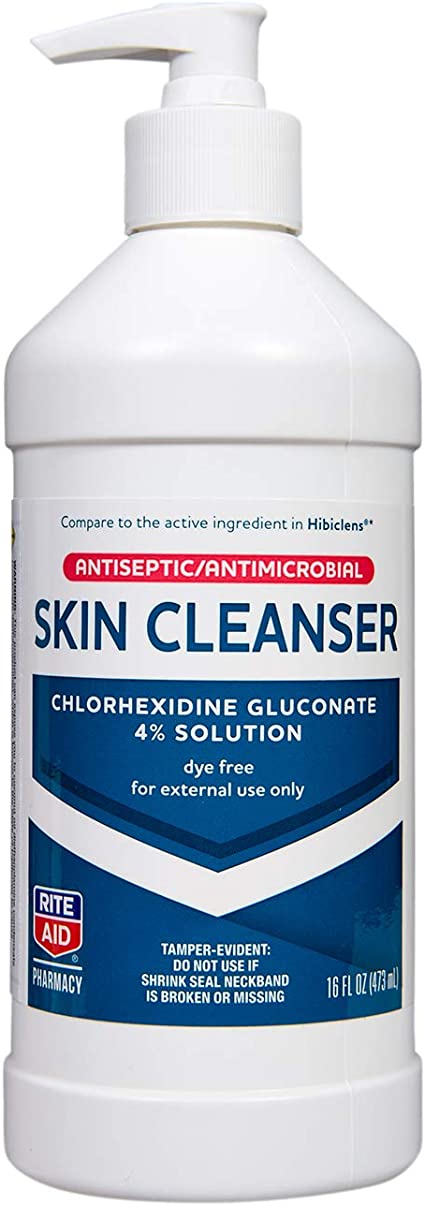 Compare to the active ingredient in Hibiclens®*
ANTISEPTIC/ANTIMICROBIAL
SKIN CLEANSER
CHLORHEXIDINE GLUCONATE
4% SOLUTION
dye free
for external use only
RITE
AID
®
PHARMACY
TAMPER-EVIDENT:
DO NOT USE IF
SHRINK SEAL NECKBAND
IS BROKEN OR MISSING
16 FL OZ (473 mL)